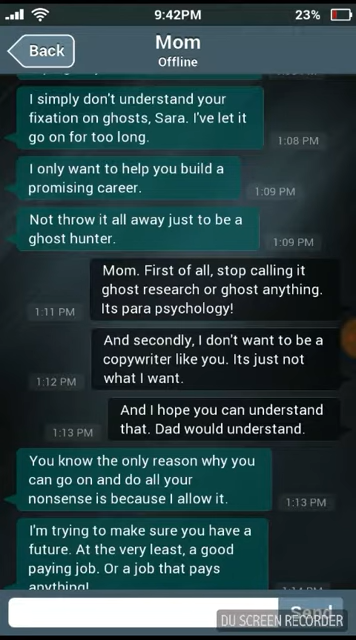 9:42PM
23%
Back
Mom
Offline
I simply don't understand your
fixation on ghosts, Sara. I've let it
go on for too long.
1:08 PM
I only want to help you build a
promising career.
1:09 PM
Not throw it all away just to be a
ghost hunter.
1:09 PM
Mom. First of all, stop calling it
ghost research or ghost anything.
Its para psychology!
1:11 PM
And secondly, I don't want to be a
copywriter like you. Its just not
what I want.
1:12 PM
And I hope you can understand
that. Dad would understand.
1:13 PM
You know the only reason why you
can go on and do all your
nonsense is because I allow it.
1:13 PM
I'm trying to make sure you have a
future. At the very least, a good
paying job. Or a job that pays
anything!
1:14 PM
Send
DU SCREEN RECORDER